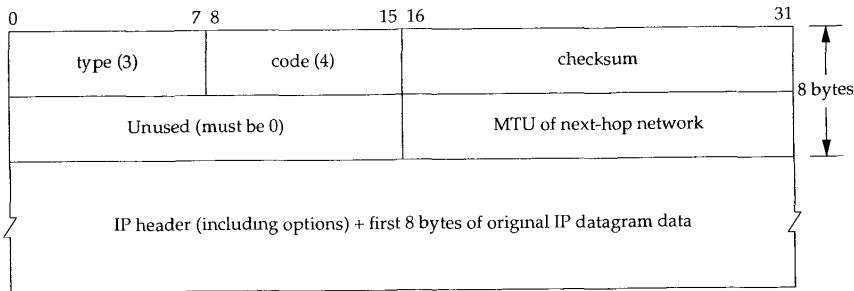 0 7 8 15 16 31
type (3) code (4) checksum
8 bytes
Unused (must be 0) MTU of next-hop network
IP header (including options) + first 8 bytes of original IP datagram data